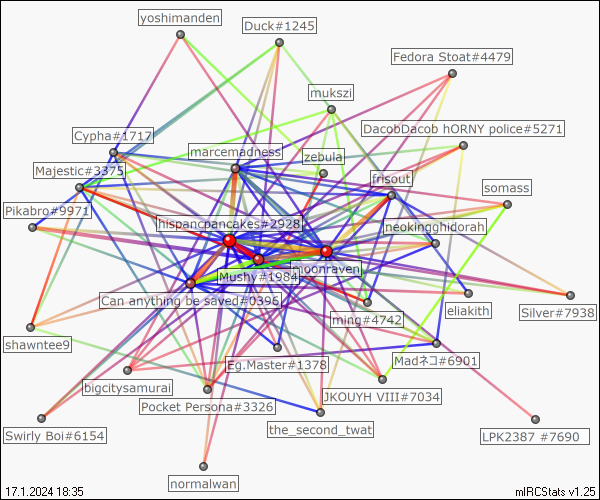 yoshimanden
Duck#1245
Fedora Stoat#4479
mukszi
DacobDacob hORNY police#5271
Cypha#1717
marcemadness
zebula
Majestic#3375
frisout
somass
Pikabro#9971
hispancpancakes#2928
neokingghidorah
Mushy#1984
moonraven
Can anything be saved#0396
eliakith
Silver#7938
ming#4742
shawntee9
Eg.Master#1378
Madネコ#6901
bigcitysamurai
JKOUYH VIII#7034
Pocket Persona#3326
the_second_twat
Swirly Boi#6154
LPK2387 #7690
normalwan
17.1.2024 18:35
mIRCStats v1.25